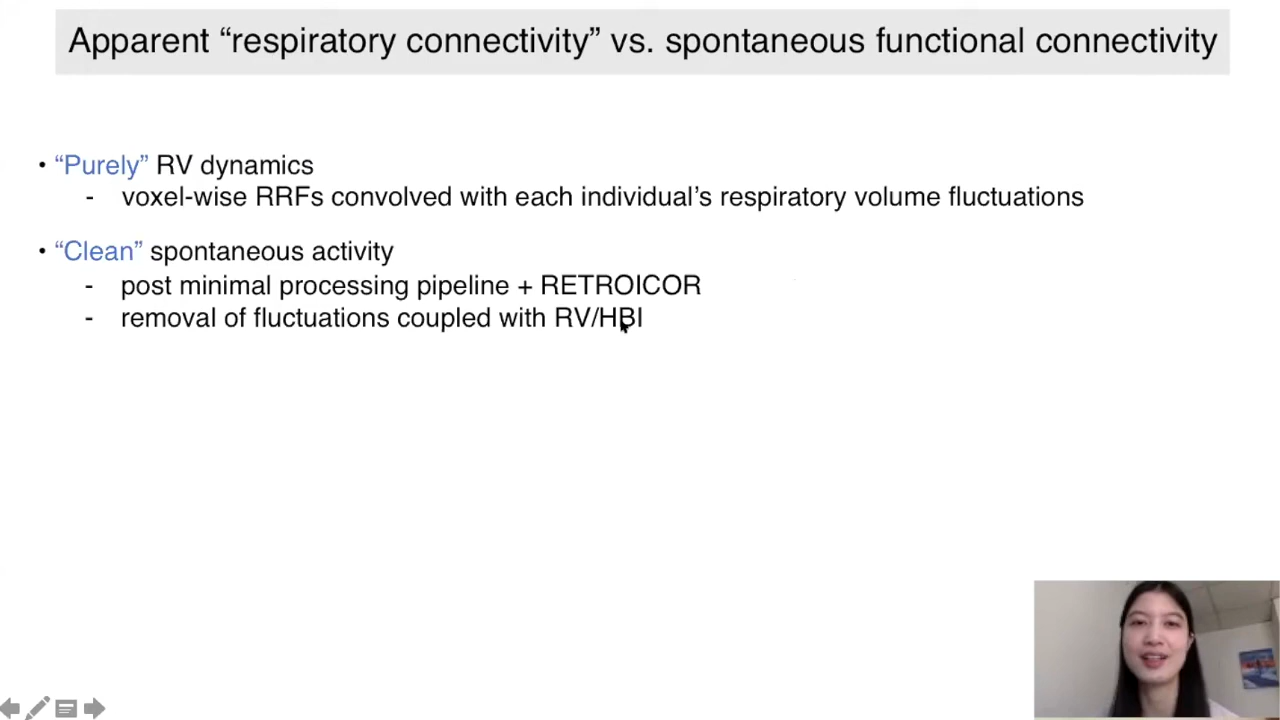 Apparent “respiratory connectivity” vs. spontaneous functional connectivity
• “Purely” RV dynamics
- voxel-wise RRFs convolved with each individual’s respiratory volume fluctuations
• “Clean” spontaneous activity
- post minimal processing pipeline + RETROICOR
- removal of fluctuations coupled with RV/HBI